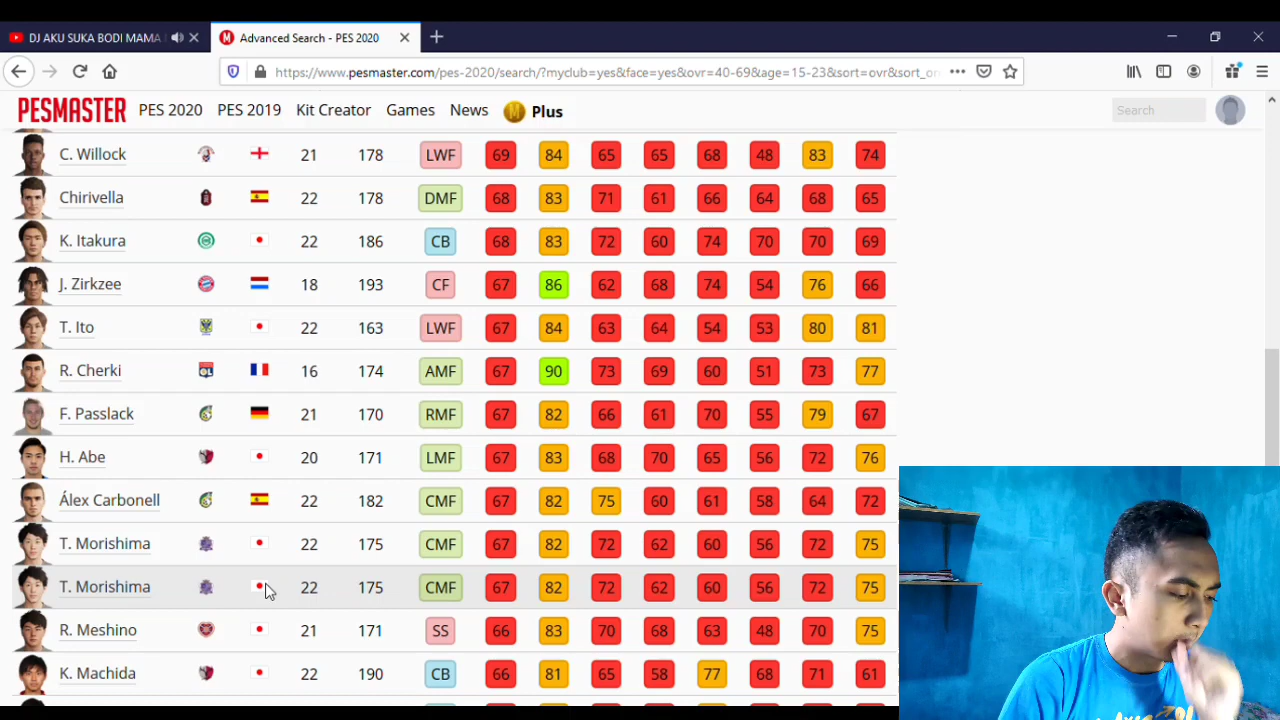 DJ AKU SUKA BODI MAMA
Advanced Search - PES 2020
https://www.pesmaster.com/pes-2020/search/?myclub=yes&face=yes&ovr=40-69&age=15-23&sort=ovr&sort_o
PESMASTER PES 2020 PES 2019 Kit Creator Games News M Plus Search
C. Willock 21 178 LWF 69 84 65 65 68 48 83 74
Chirivella 22 178 DMF 68 83 71 61 66 64 68 65
K. Itakura 22 186 CB 68 83 72 60 74 70 70 69
J. Zirkzee 18 193 CF 67 86 62 68 74 54 76 66
T. Ito 22 163 LWF 67 84 63 64 54 53 80 81
R. Cherki 16 174 AMF 67 90 73 69 60 51 73 77
F. Passlack 21 170 RMF 67 82 66 61 70 55 79 67
H. Abe 20 171 LMF 67 83 68 70 65 56 72 76
Álex Carbonell 22 182 CMF 67 82 75 60 61 58 64 72
T. Morishima 22 175 CMF 67 82 72 62 60 56 72 75
T. Morishima 22 175 CMF 67 82 72 62 60 56 72 75
R. Meshino 21 171 SS 66 83 70 68 63 48 70 75
K. Machida 22 190 CB 66 81 65 58 77 68 71 61